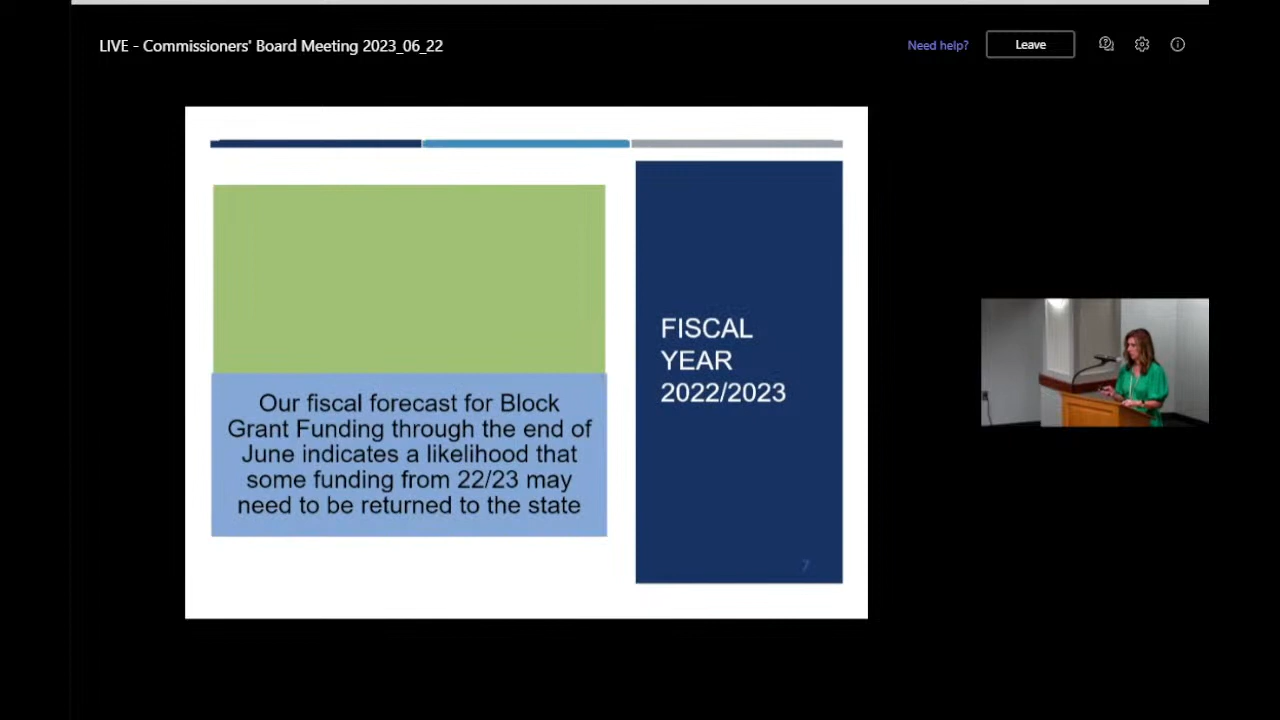 LIVE - Commissioners' Board Meeting 2023_06_22
Need help?
Leave
Our fiscal forecast for Block
Grant Funding through the end of
June indicates a likelihood that
some funding from 22/23 may
need to be returned to the state
FISCAL
YEAR
2022/2023
7